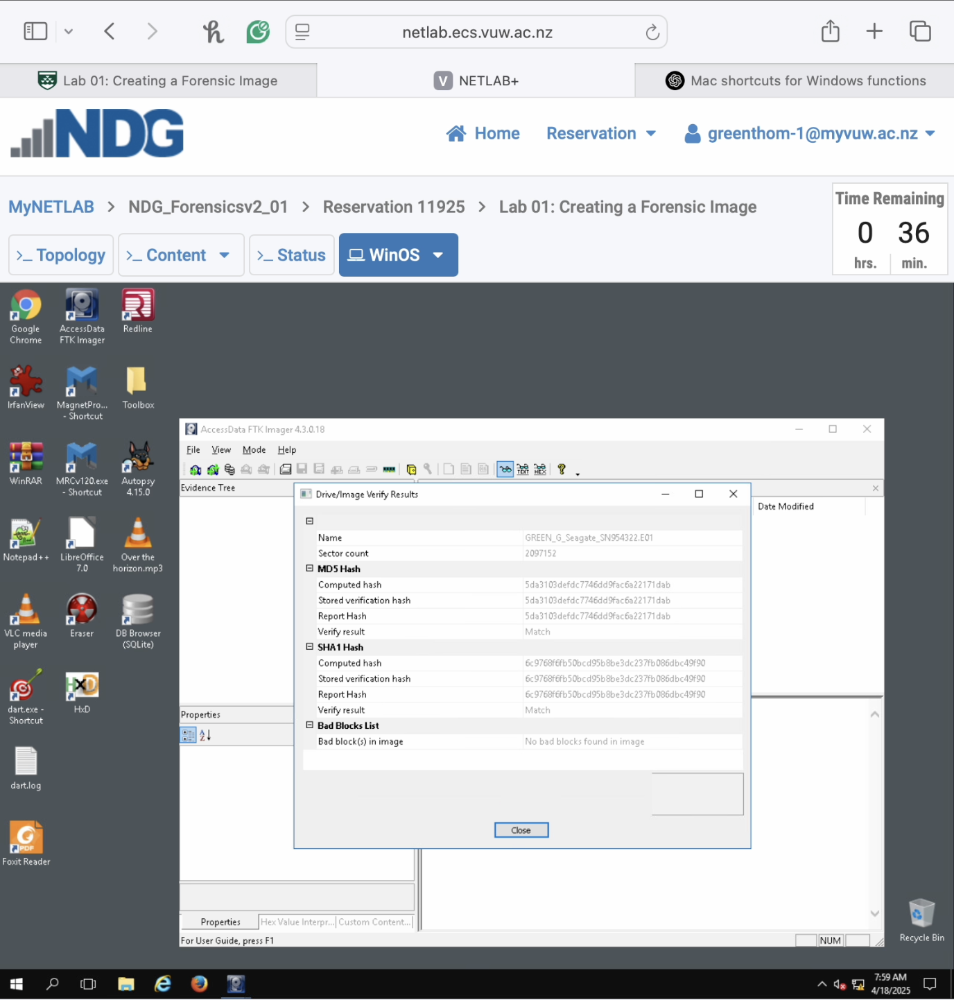 netlab.ecs.vuw.ac.nz
Lab 01: Creating a Forensic Image
V NETLAB+
Mac shortcuts for Windows functions
NDG
Home Reservation greenthom-1@myvuw.ac.nz
MyNETLAB > NDG_Forensicsv2_01 > Reservation 11925 > Lab 01: Creating a Forensic Image
Time Remaining
0 36
hrs. min.
>_ Topology >_ Content >_ Status WinOS
Google Chrome
AccessData FTK Imager
Redline
IrfanView
MagnetPro... - Shortcut
Toolbox
WinRAR
MRCv120.exe - Shortcut
Autopsy 4.15.0
Notepad++
LibreOffice 7.0
Over the horizon.mp3
VLC media player
Eraser
DB Browser (SQLite)
dart.exe - Shortcut
HxD
dart.log
Foxit Reader
AccessData FTK Imager 4.3.0.18
File View Mode Help
Evidence Tree
Date Modified
Drive/Image Verify Results
Name GREEN_G_Seagate_SN954322.E01
Sector count 2097152
MD5 Hash
Computed hash 5da3103defdc7746dd9fac6a22171dab
Stored verification hash 5da3103defdc7746dd9fac6a22171dab
Report Hash 5da3103defdc7746dd9fac6a22171dab
Verify result Match
SHA1 Hash
Computed hash 6c9768f6fb50bcd95b8be3dc237fb086dbc49f90
Stored verification hash 6c9768f6fb50bcd95b8be3dc237fb086dbc49f90
Report Hash 6c9768f6fb50bcd95b8be3dc237fb086dbc49f90
Verify result Match
Bad Blocks List
Bad block(s) in image No bad blocks found in image
Close
Properties
Properties Hex Value Interpr... Custom Content...
For User Guide, press F1
NUM
Recycle Bin
7:59 AM
4/18/2025